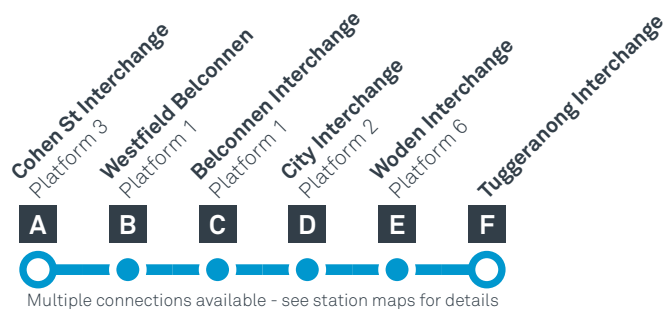 Cohen St Interchange
Platform 3
Westfield Belconnen
Platform 1
Belconnen Interchange
Platform 1
City Interchange
Platform 2
Woden Interchange
Platform 6
Tuggeranong Interchange
A B C D E F
Multiple connections available - see station maps for details